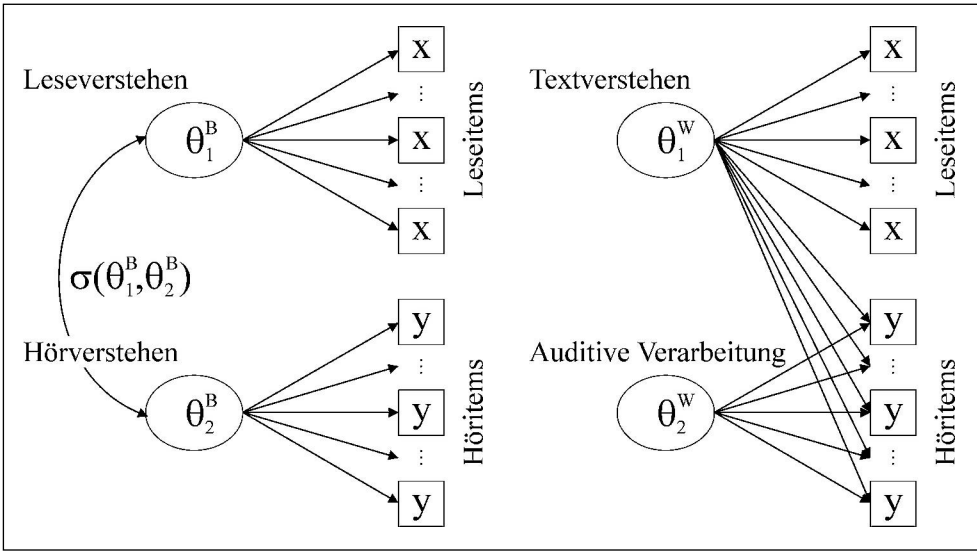 Leseverstehen
θ₁ᴮ
x
⋮
x
⋮
x
Leseitems
σ(θ₁ᴮ,θ₂ᴮ)
Hörverstehen
θ₂ᴮ
y
⋮
y
⋮
y
Höritems
Textverstehen
θ₁ᵂ
x
⋮
x
⋮
x
Leseitems
Auditive Verarbeitung
θ₂ᵂ
y
⋮
y
⋮
y
Höritems